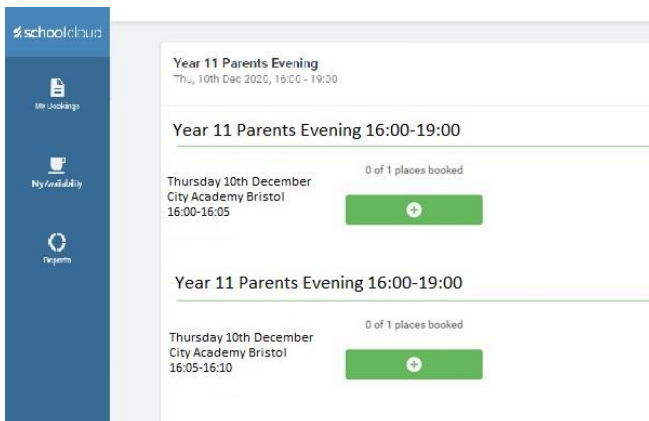 schoolcloud
My Bookings
My Availability
Reports
Year 11 Parents Evening
Thu, 10th Dec 2020, 16:00 - 19:00
Year 11 Parents Evening 16:00-19:00
0 of 1 places booked
Thursday 10th December
City Academy Bristol
16:00-16:05
Year 11 Parents Evening 16:00-19:00
0 of 1 places booked
Thursday 10th December
City Academy Bristol
16:05-16:10